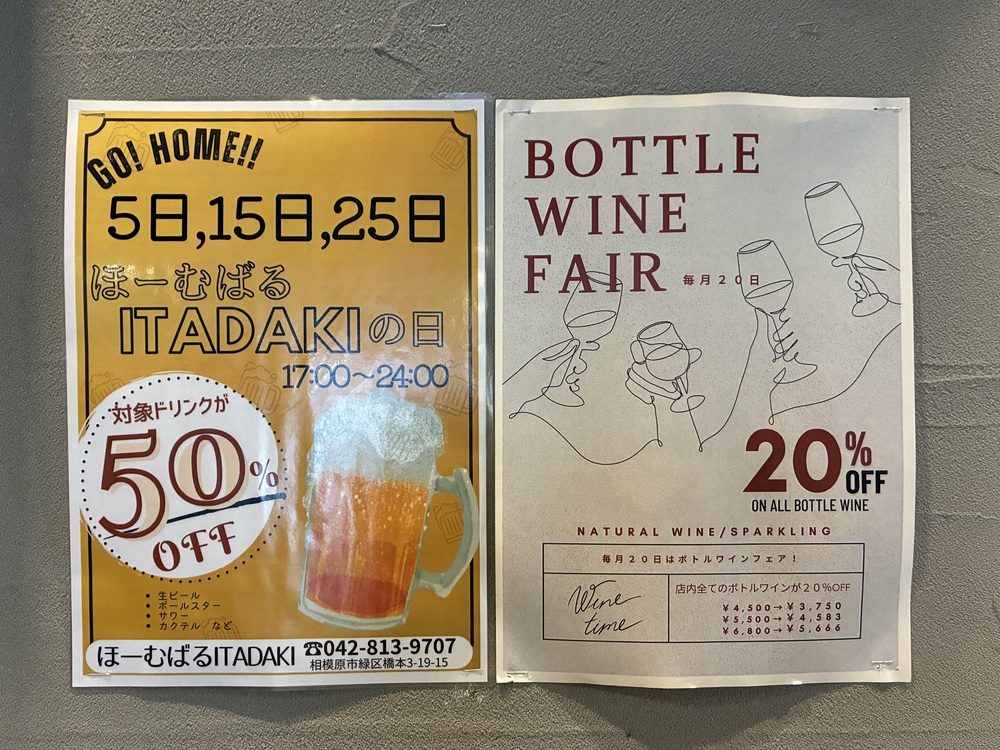 GO! HOME!!
5日,15日,25日
ほーむばる
ITADAKIの日
17:00〜24:00
対象ドリンクが
50%
OFF
• 生ビール
• ボールスター
• サワー
• カクテル など
ほーむばるITADAKI
☎042-813-9707
相模原市緑区橋本3-19-15
BOTTLE
WINE
FAIR 毎月20日
20% OFF
ON ALL BOTTLE WINE
NATURAL WINE/SPARKLING
毎月20日はボトルワインフェア！
Wine
time
店内全てのボトルワインが20%OFF
¥4,500→¥3,750
¥5,500→¥4,583
¥6,800→¥5,666